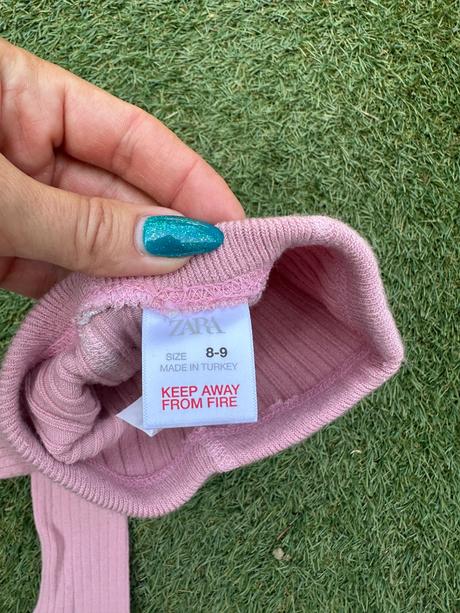 ZARA
SIZE 8-9
MADE IN TURKEY
KEEP AWAY
FROM FIRE